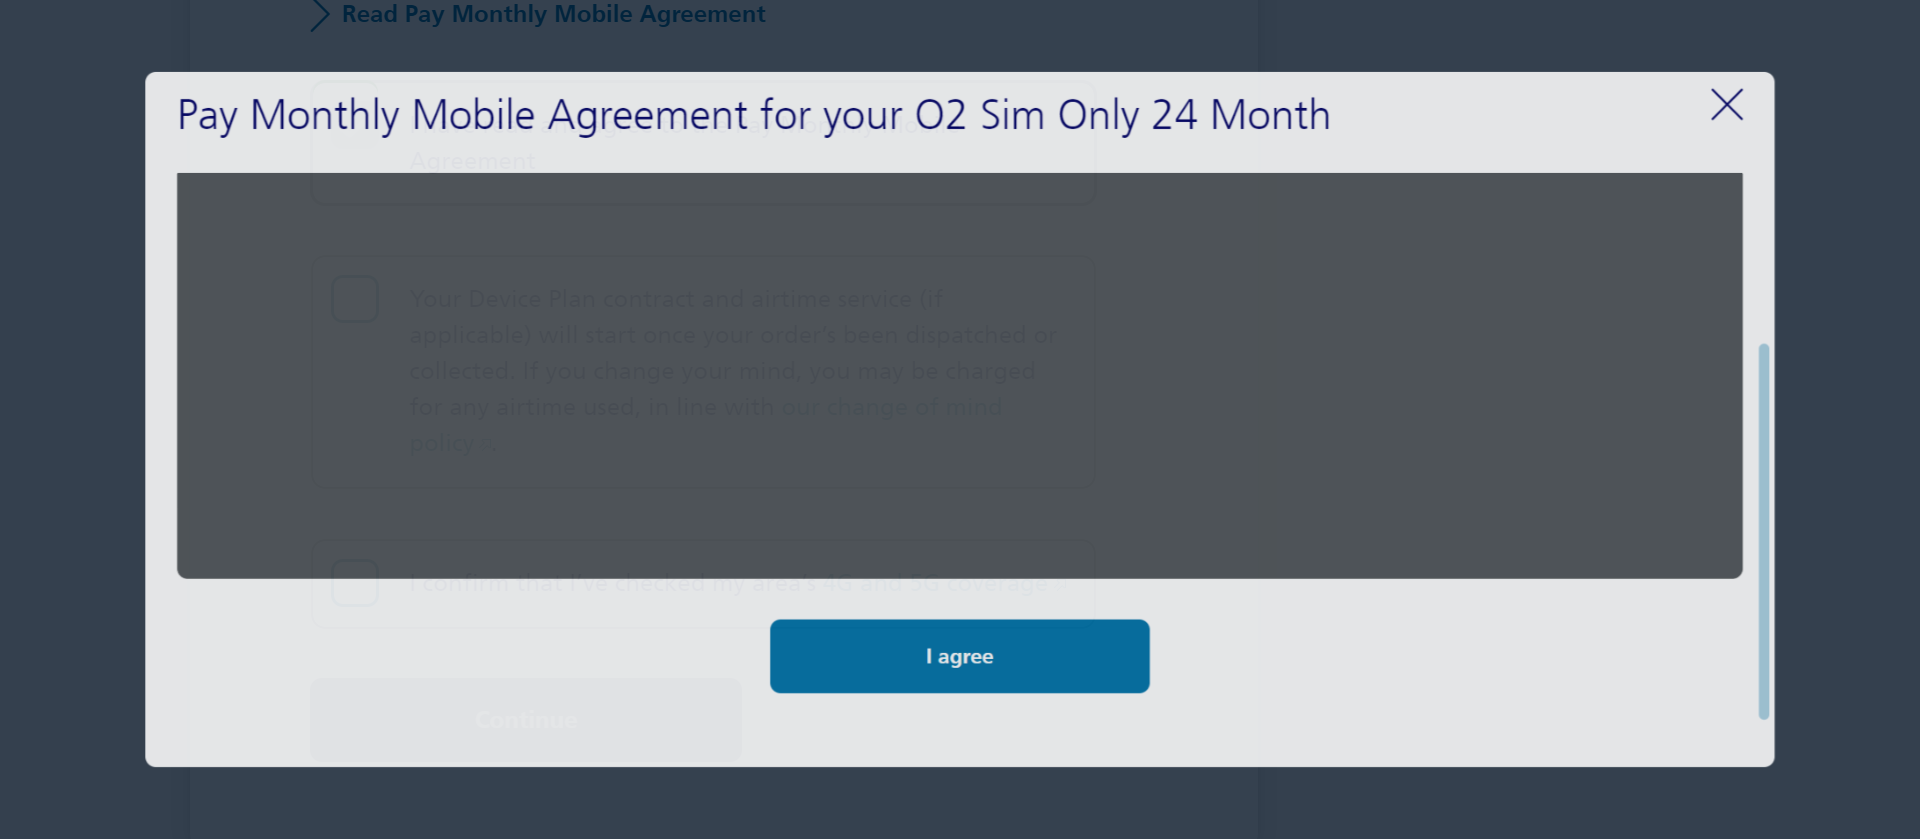 Read Pay Monthly Mobile Agreement
Pay Monthly Mobile Agreement for your O2 Sim Only 24 Month
Agreement
Your Device Plan contract and airtime service (if
applicable) will start once your order's been dispatched or
collected. If you change your mind, you may be charged
for any airtime used, in line with our change of mind
policy
I confirm that I've checked my area's 4G and 5G coverage
I agree
Continue